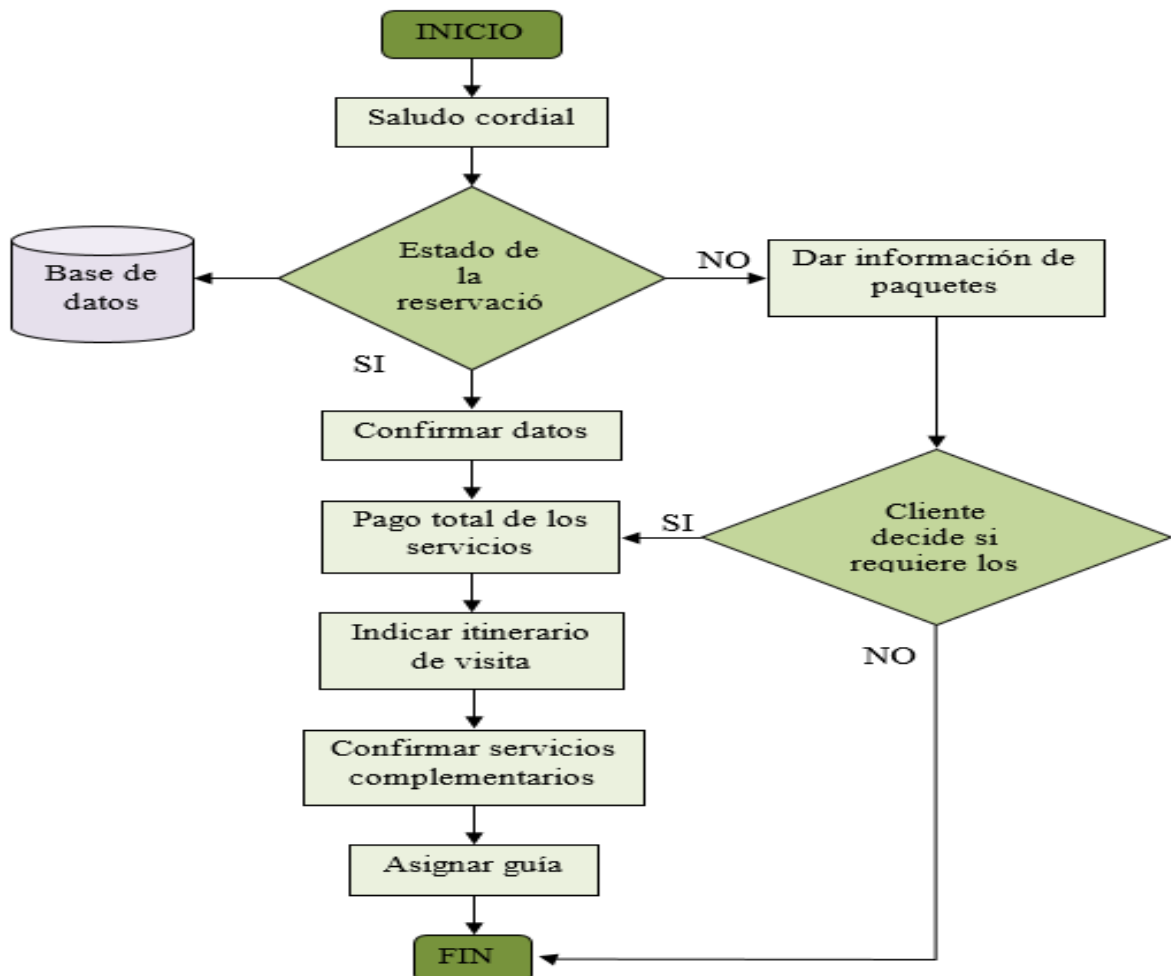 INICIO
Saludo cordial
Estado de
la
reservació
Base de
datos
NO
Dar información de
paquetes
SI
Confirmar datos
Pago total de los
servicios
SI
Cliente
decide si
requiere los
Indicar itinerario
de visita
NO
Confirmar servicios
complementarios
Asignar guía
FIN